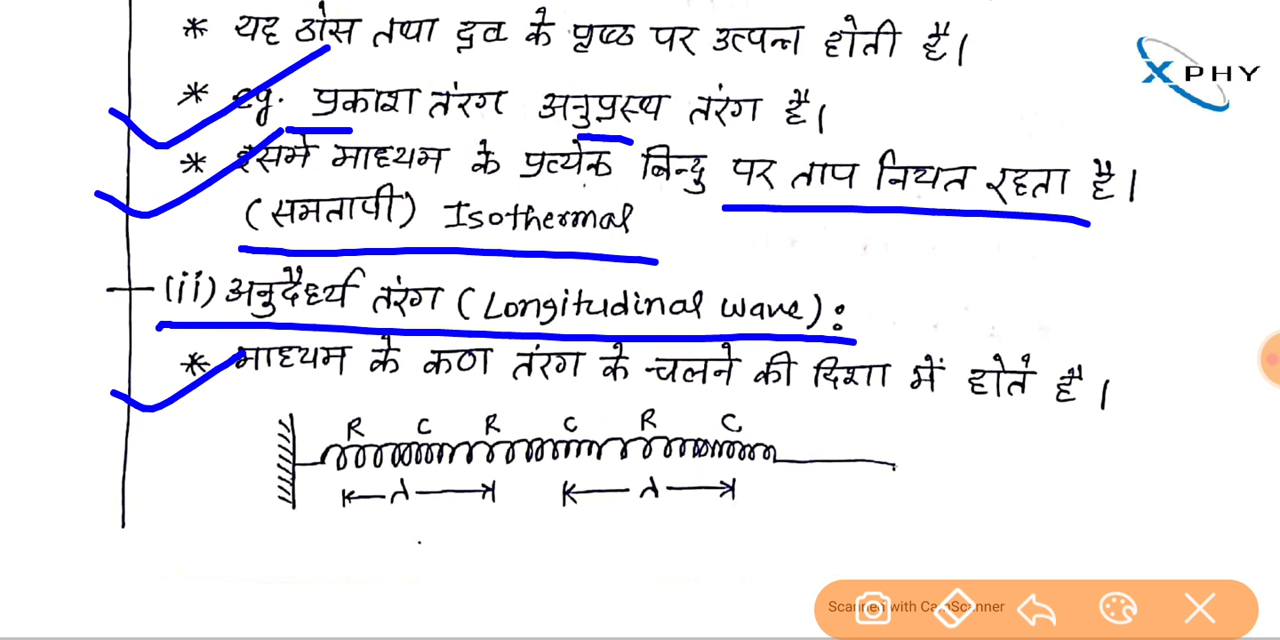 * यह ठोस तथा द्रव के पृष्ठ पर उत्पन्न होती है।
X PHY
* eg. प्रकाश तरंग अनुप्रस्थ तरंग है।
* इसमें माध्यम के प्रत्येक बिन्दु पर ताप नियत रहता है।
(समतापी) Isothermal
(ii) अनुदैर्ध्य तरंग (Longitudinal wave) :
* माध्यम के कण तरंग के चलने की दिशा में होते हैं।
R C R C R C
λ λ
Scanned with CamScanner